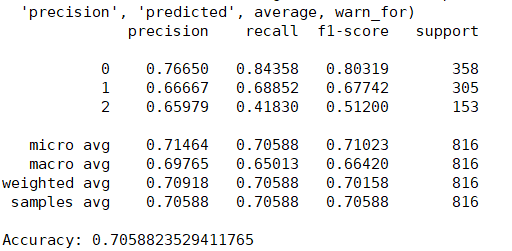 'precision', 'predicted', average, warn_for)
precision recall f1-score support
0 0.76650 0.84358 0.80319 358
1 0.66667 0.68852 0.67742 305
2 0.65979 0.41830 0.51200 153
micro avg 0.71464 0.70588 0.71023 816
macro avg 0.69765 0.65013 0.66420 816
weighted avg 0.70918 0.70588 0.70158 816
samples avg 0.70588 0.70588 0.70588 816
Accuracy: 0.7058823529411765